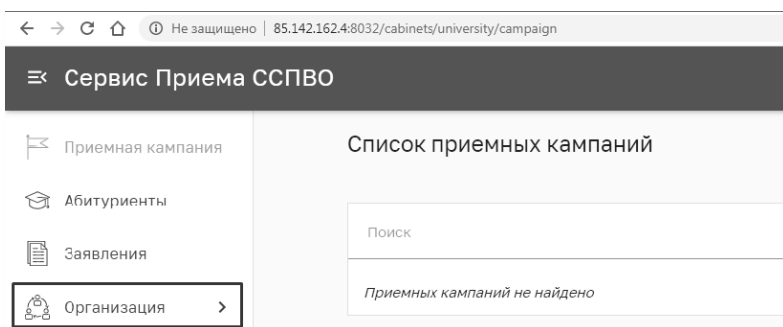 Не защищено | 85.142.162.4:8032/cabinets/university/campaign
Сервис Приема ССПВО
Приемная кампания
Список приемных кампаний
Абитуриенты
Поиск
Заявления
Приемных кампаний не найдено
Организация